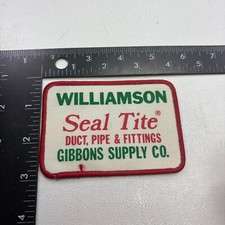 WILLIAMSON
Seal Tite®
DUCT, PIPE & FITTINGS
GIBBONS SUPPLY CO.